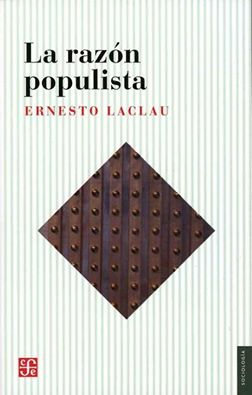 La razón
populista
ERNESTO LACLAU
SOCIOLOGÍA